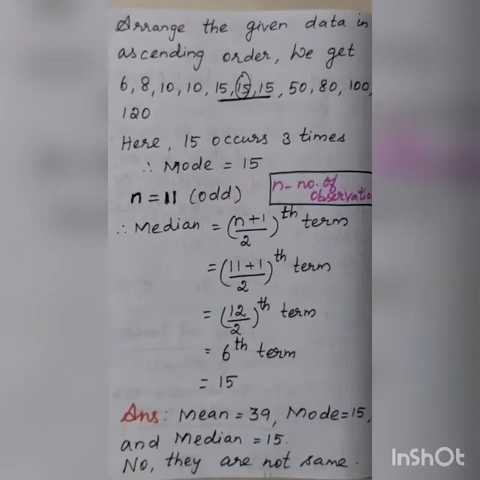 Arrange the given data in
ascending order, We get
6, 8, 10, 10, 15, 15, 15, 50, 80, 100,
120
Here, 15 occurs 3 times
∴ Mode = 15
n = 11 (odd)
n - no. of
observatio
∴ Median = (n+1/2)th term
= (11+1/2)th term
= (12/2)th term
= 6th term
= 15
Ans: Mean = 39, Mode=15,
and Median = 15.
No, they are not same.
InShOt